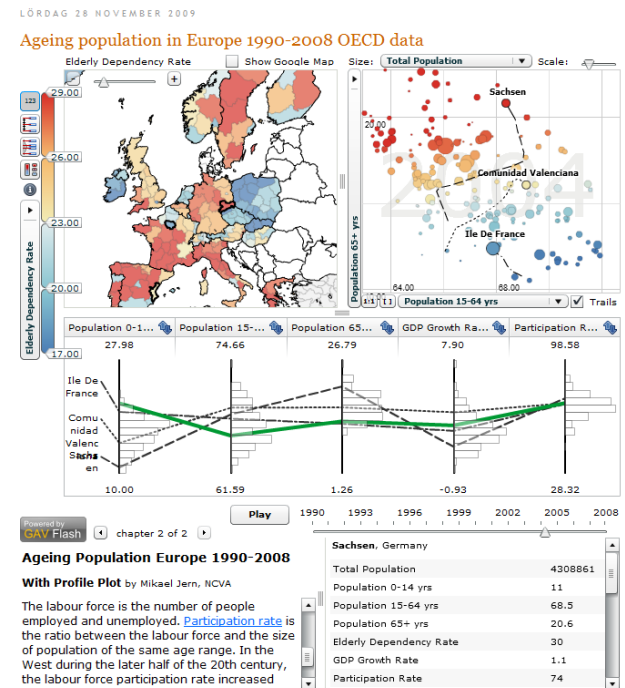 LÖRDAG 28 NOVEMBER 2009
Ageing population in Europe 1990-2008 OECD data
Elderly Dependency Rate
Show Google Map
Size:
Total Population
Scale:
123
29.00
26.00
23.00
20.00
17.00
Elderly Dependency Rate
2004
Sachsen
20.00
Comunidad Valenciana
Ile De France
64.00
68.00
Population 65+ yrs
1:1
[ ]
Population 15-64 yrs
Trails
Population 0-1...
Population 15-...
Population 65...
GDP Growth Ra...
Participation R...
27.98
74.66
26.79
7.90
98.58
Ile De
France
Comu
nidad
Valenc
en
10.00
61.59
1.26
-0.93
28.32
Powered by
GAV Flash
chapter 2 of 2
Play
1990
1993
1996
1999
2002
2005
2008
Ageing Population Europe 1990-2008
With Profile Plot by Mikael Jern, NCVA
The labour force is the number of people
employed and unemployed. Participation rate is
the ratio between the labour force and the size
of population of the same age range. In the
West during the later half of the 20th century,
the labour force participation rate increased
Sachsen, Germany
Total Population 4308861
Population 0-14 yrs 11
Population 15-64 yrs 68.5
Population 65+ yrs 20.6
Elderly Dependency Rate 30
GDP Growth Rate 1.1
Participation Rate 74